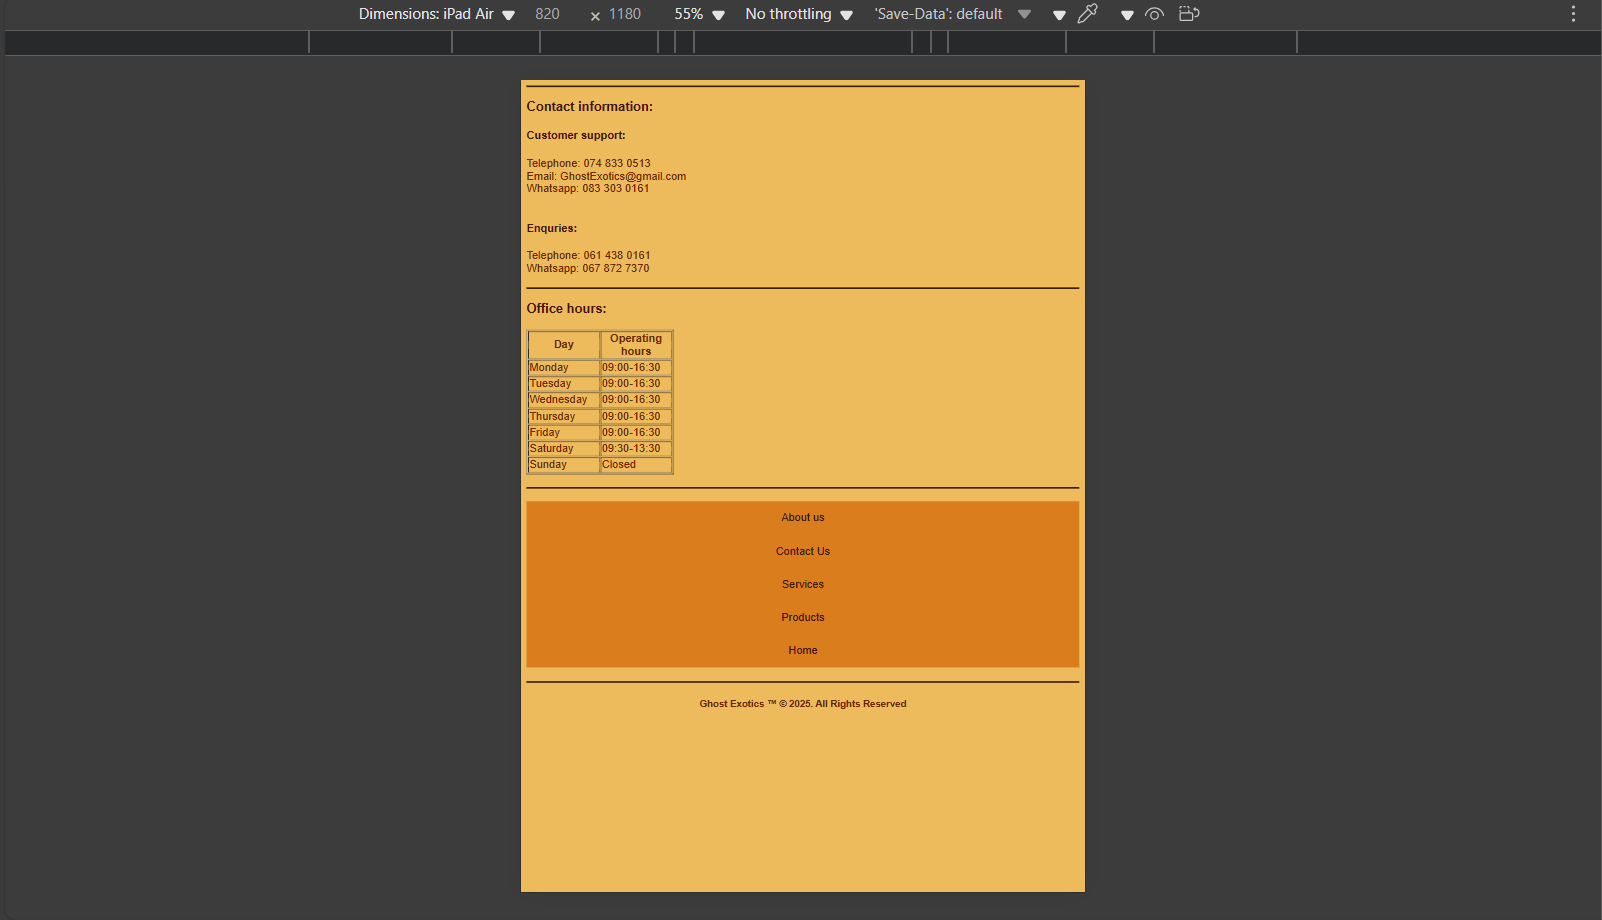 Dimensions: iPad Air 820 × 1180 55% No throttling 'Save-Data': default
Contact information:
Customer support:
Telephone: 074 833 0513
Email: GhostExotics@gmail.com
Whatsapp: 083 303 0161
Enquries:
Telephone: 061 438 0161
Whatsapp: 067 872 7370
Office hours:
Day Operating hours
Monday 09:00-16:30
Tuesday 09:00-16:30
Wednesday 09:00-16:30
Thursday 09:00-16:30
Friday 09:00-16:30
Saturday 09:30-13:30
Sunday Closed
About us
Contact Us
Services
Products
Home
Ghost Exotics ™ © 2025. All Rights Reserved